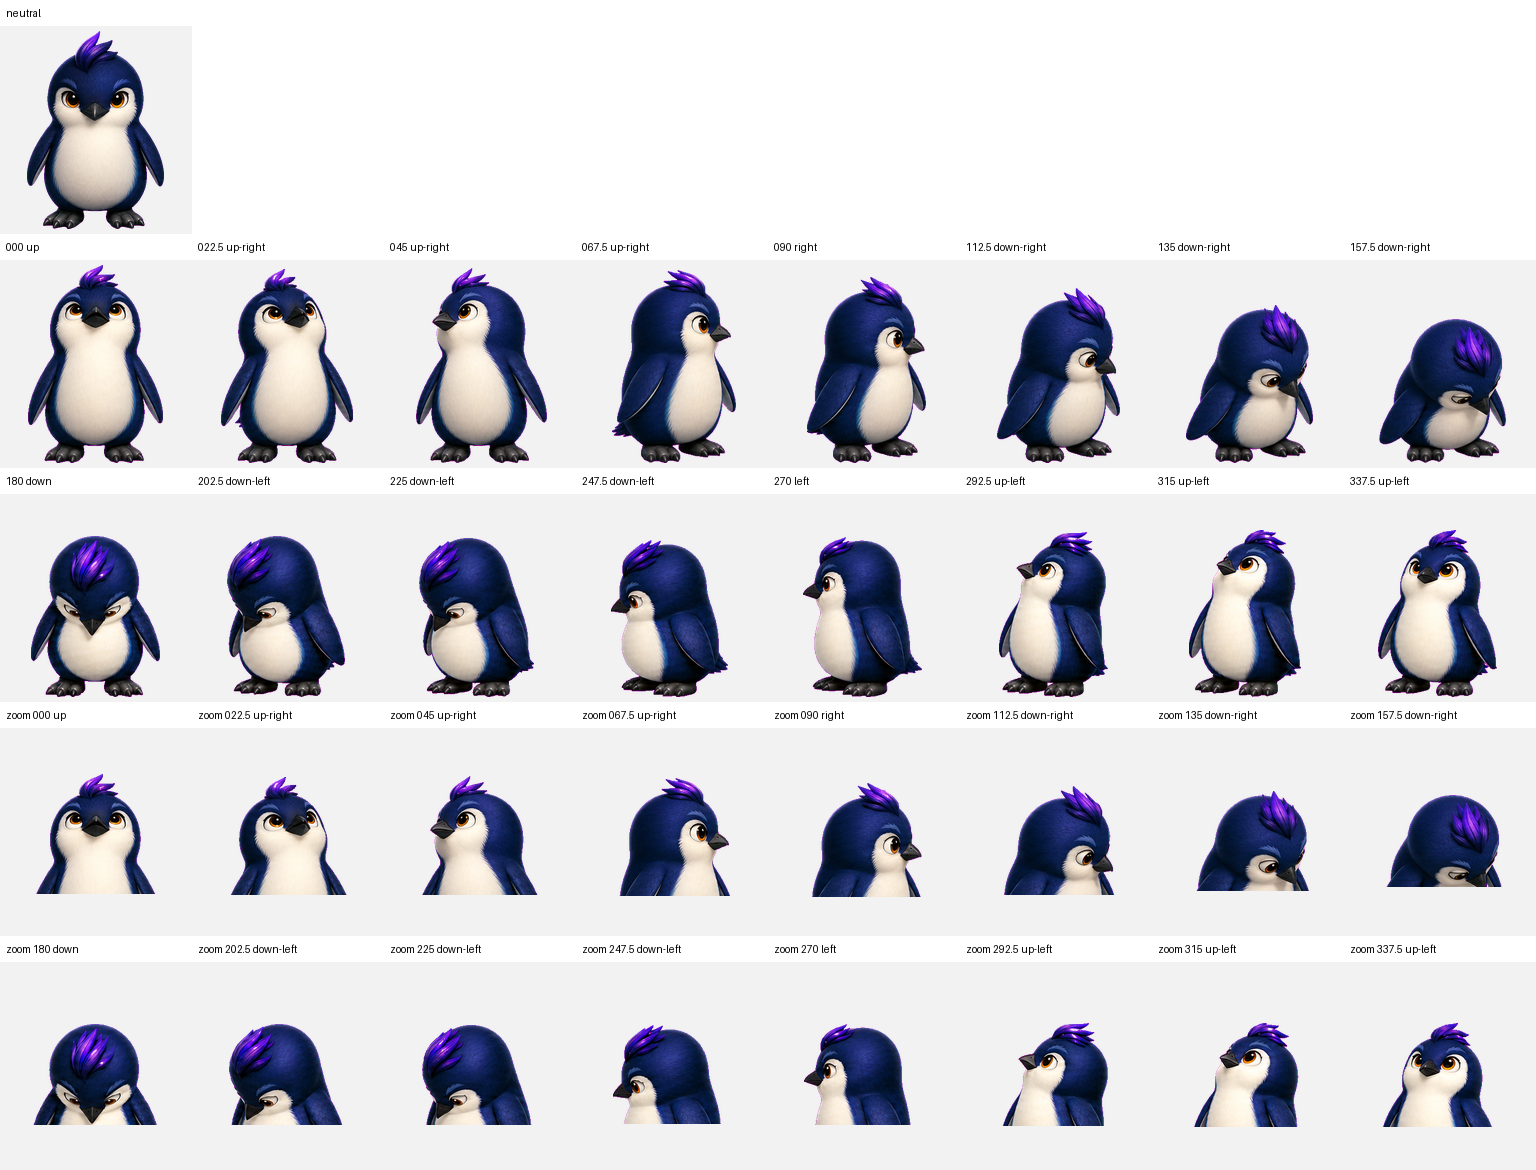 neutral
000 up
022.5 up-right
045 up-right
067.5 up-right
090 right
112.5 down-right
135 down-right
157.5 down-right
180 down
202.5 down-left
225 down-left
247.5 down-left
270 left
292.5 up-left
315 up-left
337.5 up-left
zoom 000 up
zoom 022.5 up-right
zoom 045 up-right
zoom 067.5 up-right
zoom 090 right
zoom 112.5 down-right
zoom 135 down-right
zoom 157.5 down-right
zoom 180 down
zoom 202.5 down-left
zoom 225 down-left
zoom 247.5 down-left
zoom 270 left
zoom 292.5 up-left
zoom 315 up-left
zoom 337.5 up-left